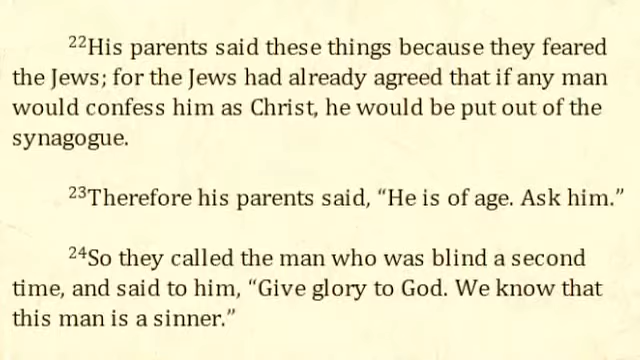 ²²His parents said these things because they feared
the Jews; for the Jews had already agreed that if any man
would confess him as Christ, he would be put out of the
synagogue.
²³Therefore his parents said, “He is of age. Ask him.”
²⁴So they called the man who was blind a second
time, and said to him, “Give glory to God. We know that
this man is a sinner.”